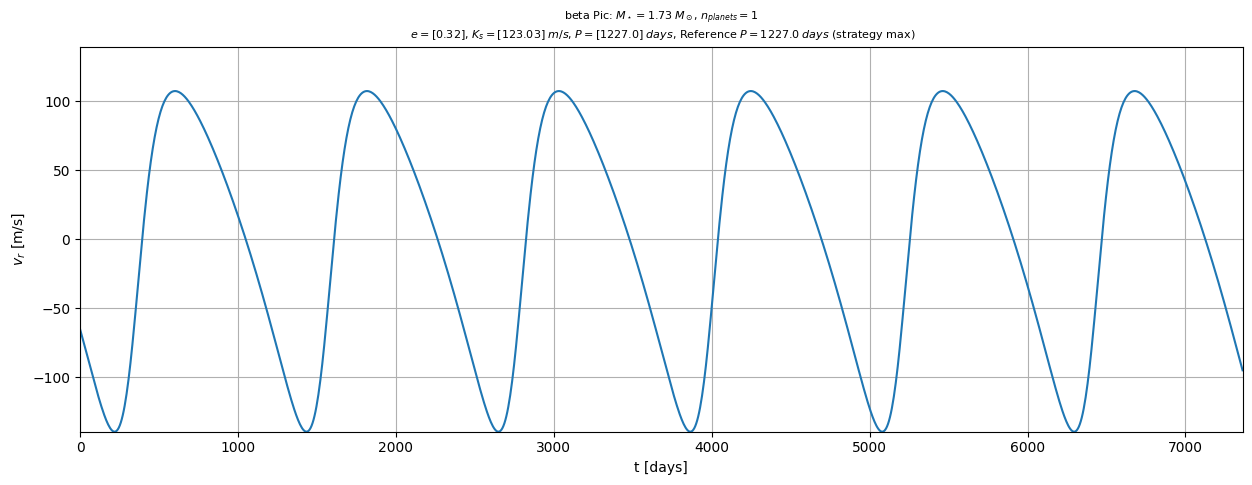 beta Pic: $M_\star = 1.73\ M_\odot$, $n_{planets} = 1$
$e = [0.32]$, $K_s = [123.03]\ m/s$, $P = [1227.0]\ days$, Reference $P = 1227.0\ days$ (strategy max)
100
50
0
−50
−100
$v_r$ [m/s]
0 1000 2000 3000 4000 5000 6000 7000
t [days]